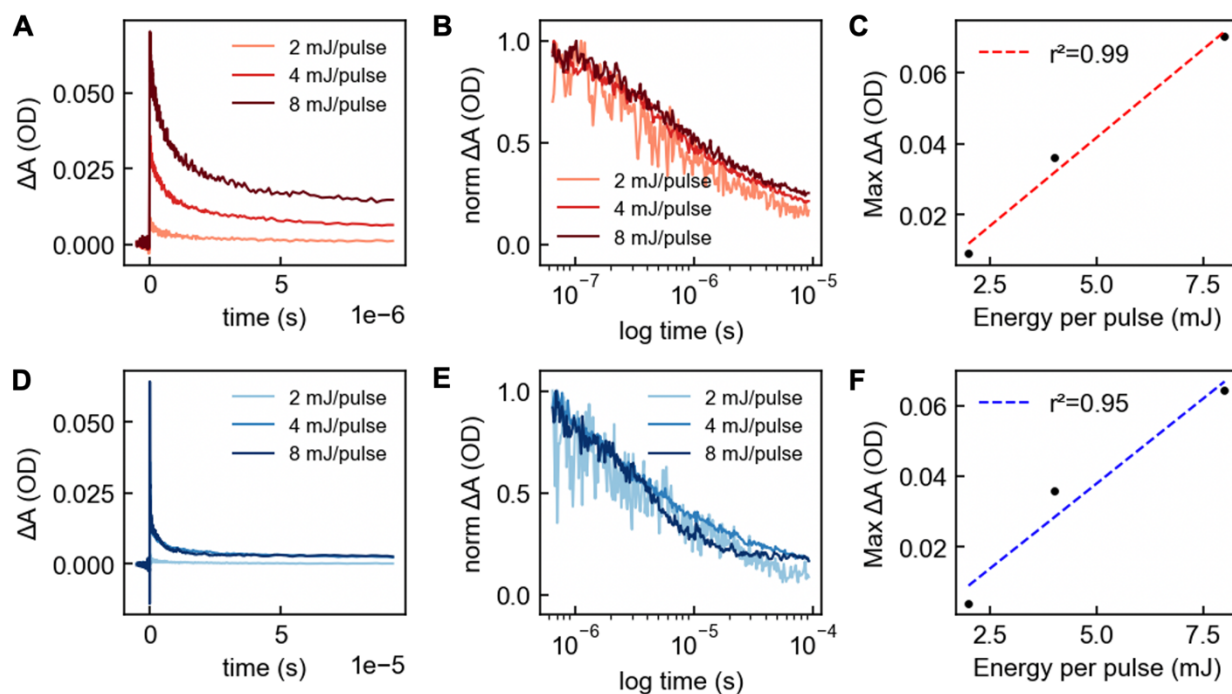 A
2 mJ/pulse
4 mJ/pulse
8 mJ/pulse
0.050
0.025
0.000
ΔA (OD)
0
5
time (s)
1e−6
B
1.0
0.5
0.0
norm ΔA (OD)
2 mJ/pulse
4 mJ/pulse
8 mJ/pulse
10⁻⁷
10⁻⁶
10⁻⁵
log time (s)
C
r²=0.99
0.06
0.04
0.02
Max ΔA (OD)
2.5
5.0
7.5
Energy per pulse (mJ)
D
2 mJ/pulse
4 mJ/pulse
8 mJ/pulse
0.050
0.025
0.000
ΔA (OD)
0
5
time (s)
1e−5
E
2 mJ/pulse
4 mJ/pulse
8 mJ/pulse
1.0
0.5
0.0
norm ΔA (OD)
10⁻⁶
10⁻⁵
10⁻⁴
log time (s)
F
r²=0.95
0.06
0.04
0.02
Max ΔA (OD)
2.5
5.0
7.5
Energy per pulse (mJ)